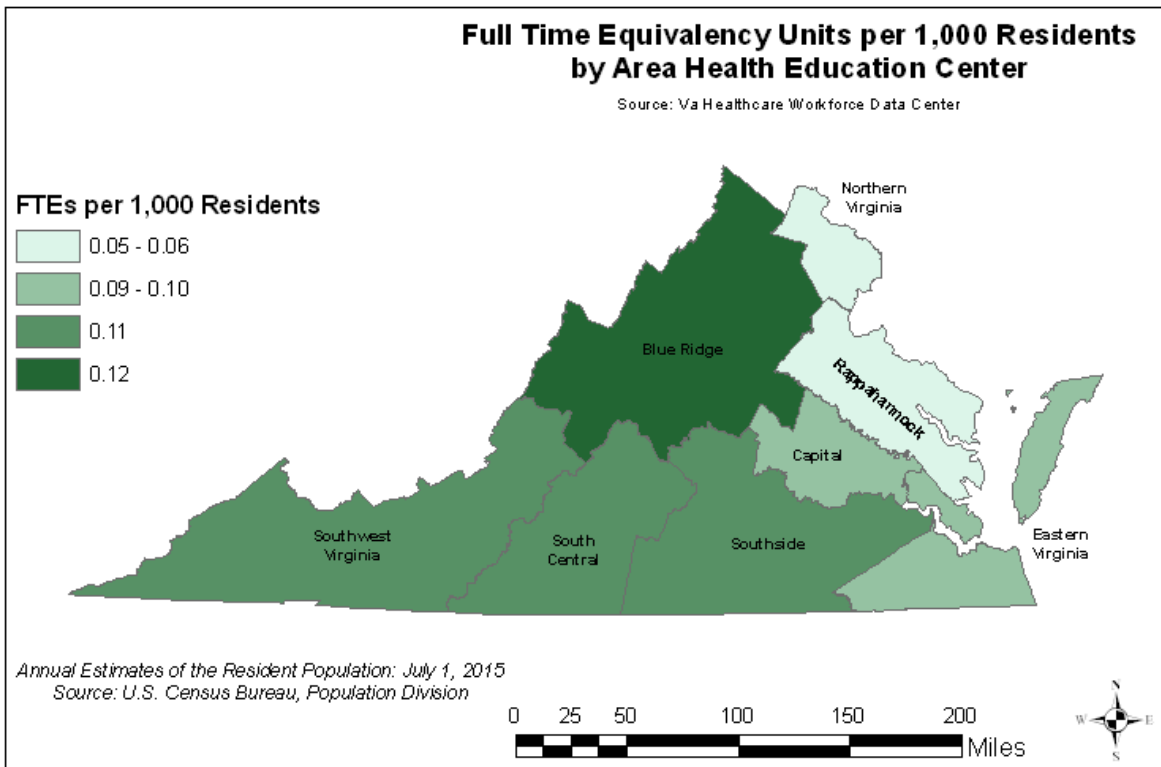 Full Time Equivalency Units per 1,000 Residents
by Area Health Education Center
Source: Va Healthcare Workforce Data Center
FTEs per 1,000 Residents
0.05 - 0.06
0.09 - 0.10
0.11
0.12
Northern
Virginia
Blue Ridge
Rappahannock
Capital
Southwest
Virginia
South
Central
Southside
Eastern
Virginia
Annual Estimates of the Resident Population: July 1, 2015
Source: U.S. Census Bureau, Population Division
0 25 50 100 150 200
Miles
N
W E
S